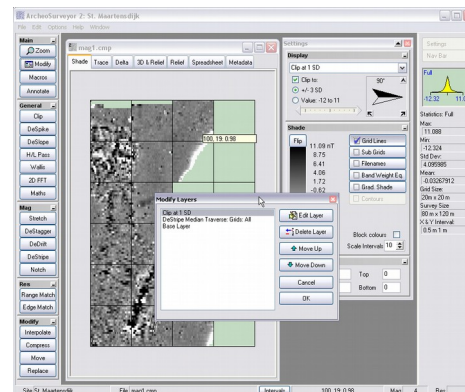 ArcheoSurveyor 2: St. Maartensdijk
File Edit Options Help Window
Main
Zoom
Modify
Macros
Annotate
General
Clip
DeSpike
DeSlope
H/L Pass
Wallis
2D FFT
Maths
Mag
Stretch
DeStagger
DeDrift
DeStripe
Notch
Res
Range Match
Edge Match
Modify
Interpolate
Compress
Move
Replace
mag1.cmp
Shade Trace Delta 3D & Relief Relief Spreadsheet Metadata
100, 19 0.98
Settings
Display
Clip at 1 SD
Clip to: 90°
+/- 3 SD
Value: -12 to 11
Shade
Flip
11.09 nT
8.75
6.41
4.06
1.72
-0.62
Grid Lines
Sub Grids
Filenames
Band Weight Eq.
Grad. Shade
Contours
Block colours
Scale Intervals 10
Top 0
Bottom 0
Modify Layers
Clip at 1 SD
DeStripe Median Traverse: Grids: All
Base Layer
Edit Layer
Delete Layer
Move Up
Move Down
Cancel
OK
Settings
Nav Bar
Full
-12.32 11.0
Statistics: Full
Max:
11.088
Min:
-12.324
Std Dev:
4.095985
Mean:
-0.03267912
Grid Size:
20m x 20 m
Survey Size
80 m x 120 m
X & Y Interval:
0.5 m 1 m
Site St. Maartensdijk File mag1.cmp Intervals 100, 19 0.98 Mag: 4 Res: